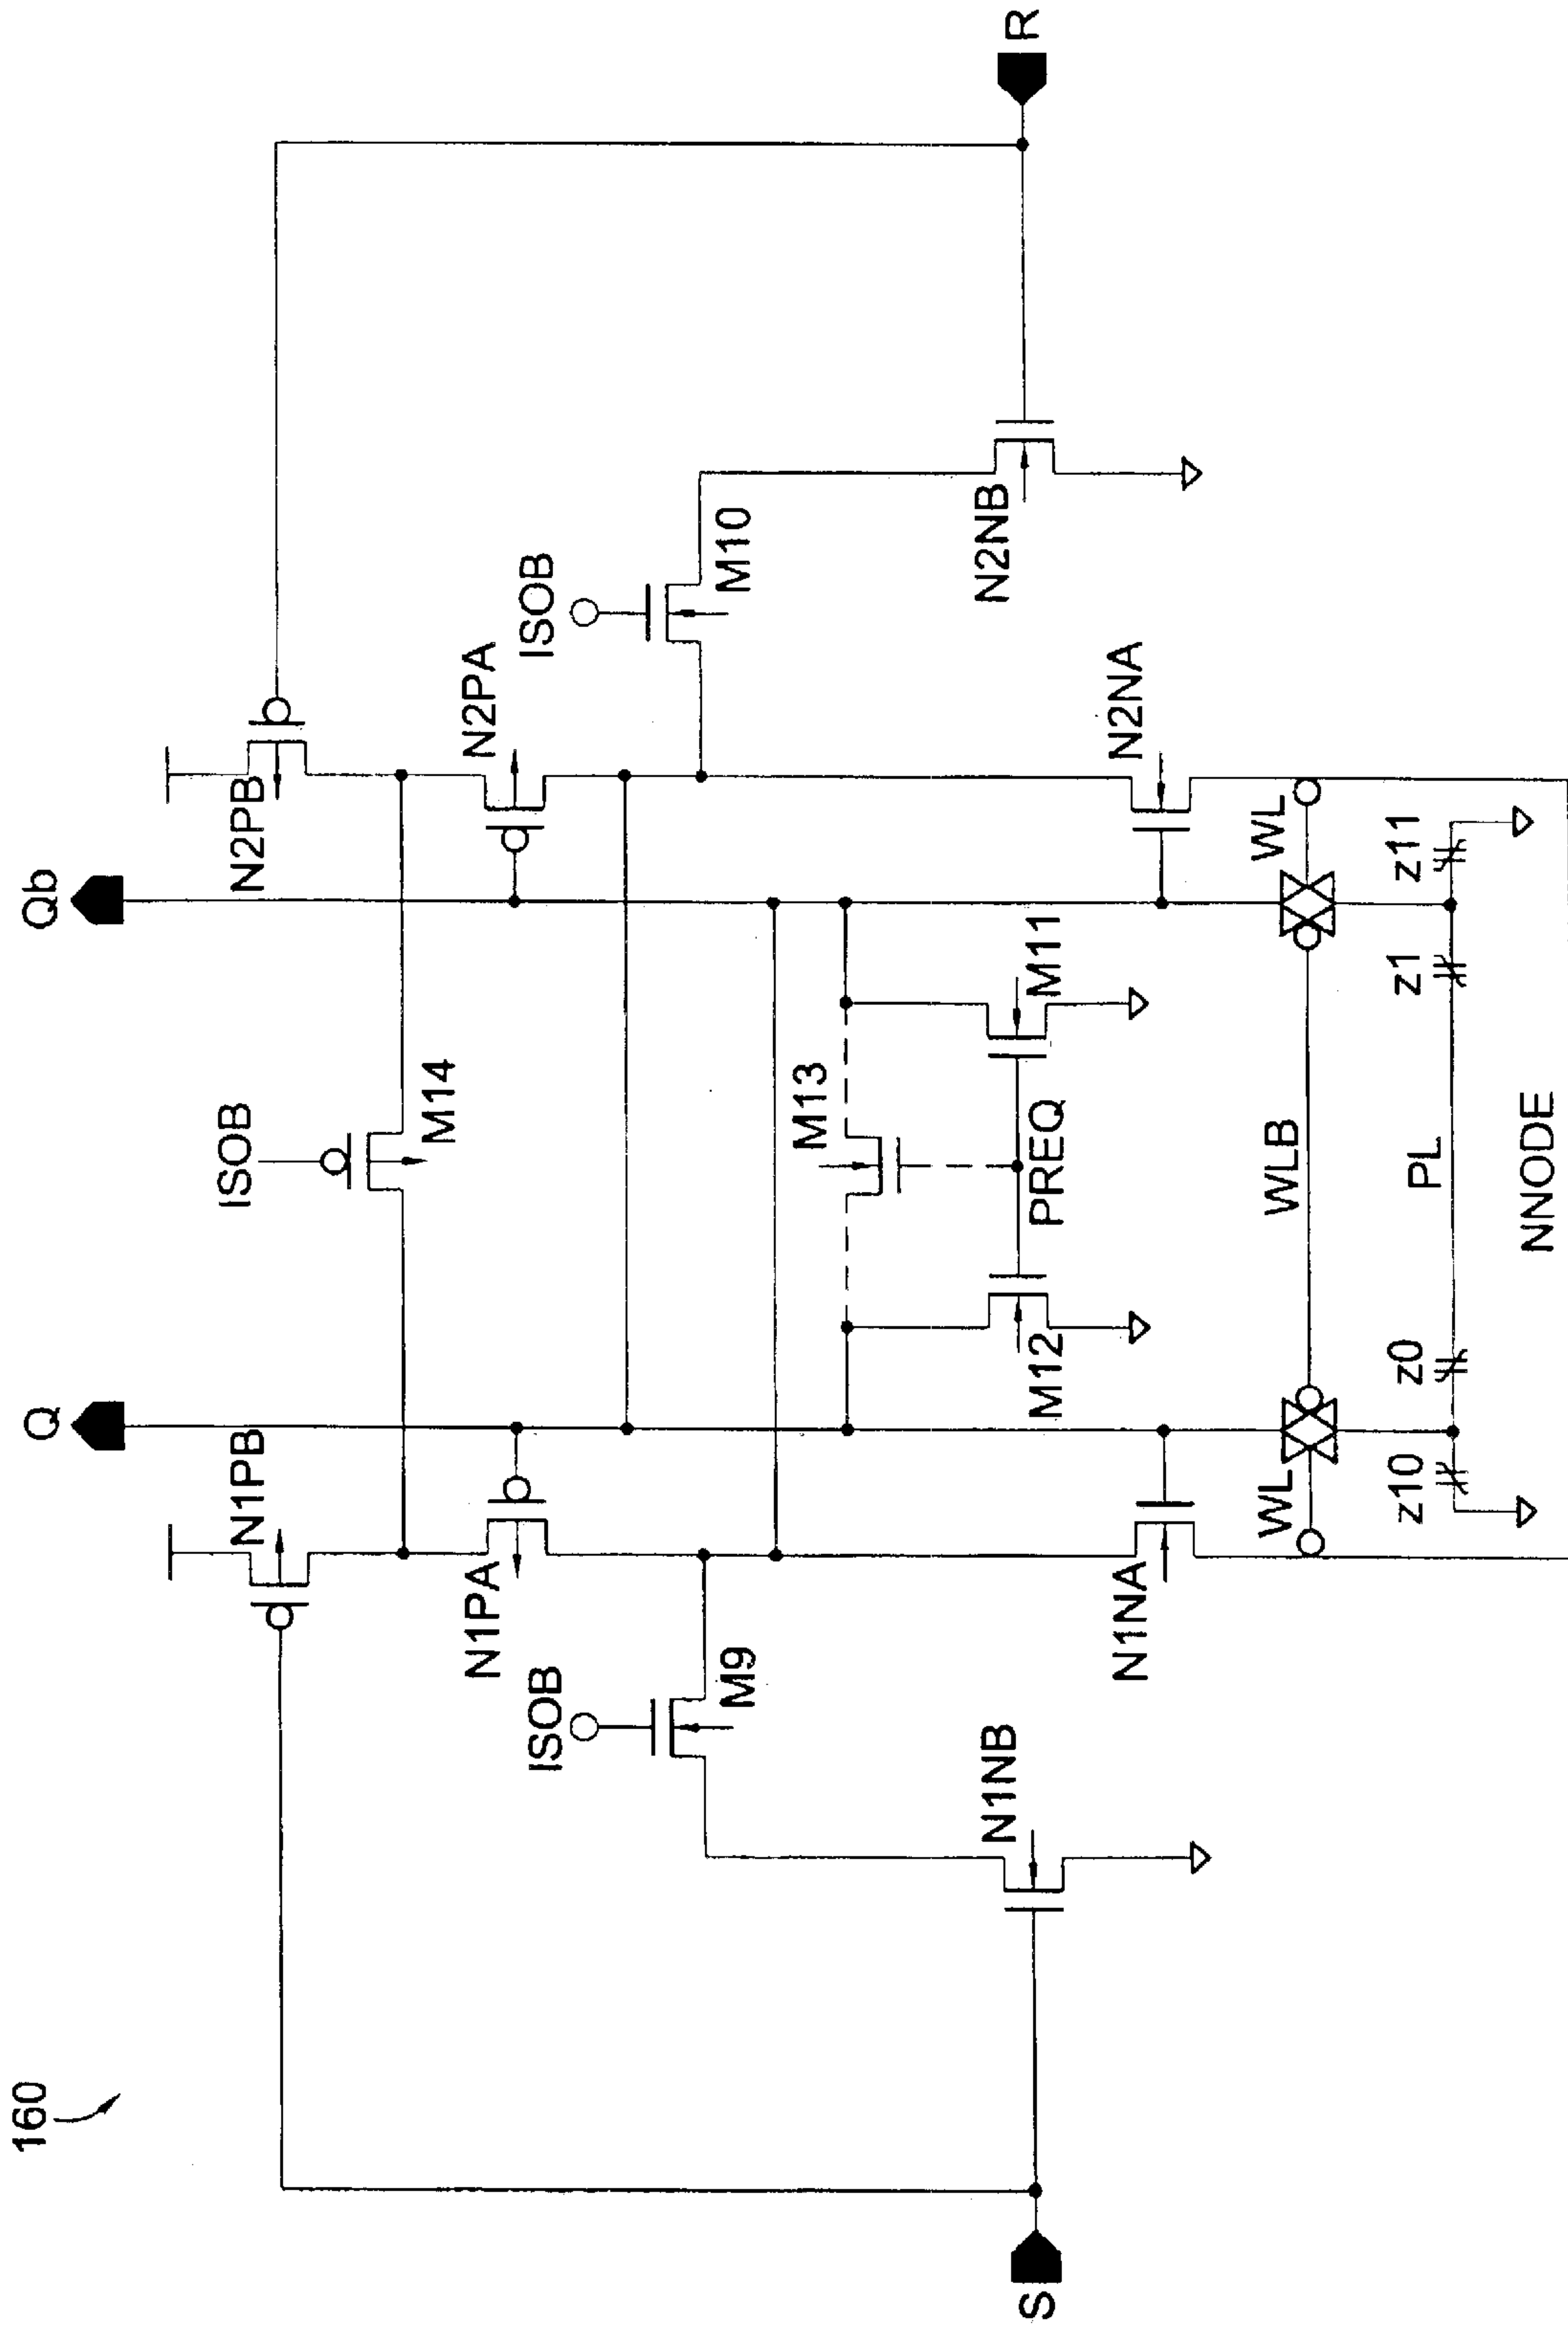 160
Q
Qb
N1PB
N2PB
ISOB
M14
N1PA
N2PA
ISOB
M9
ISOB
M10
M13
N1NB
M12
PREQ
M11
N2NB
S
R
N1NA
N2NA
WL
WLB
WL
z10
z0
PL
z1
z11
NNODE